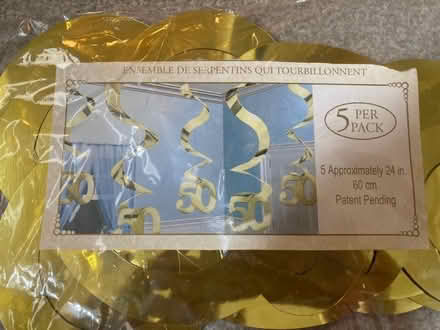 ENSEMBLE DE SERPENTINS QUI TOURBILLONNENT
5 PER
PACK
5 Approximately 24 in.
60 cm.
Patent Pending
50 50 50 50